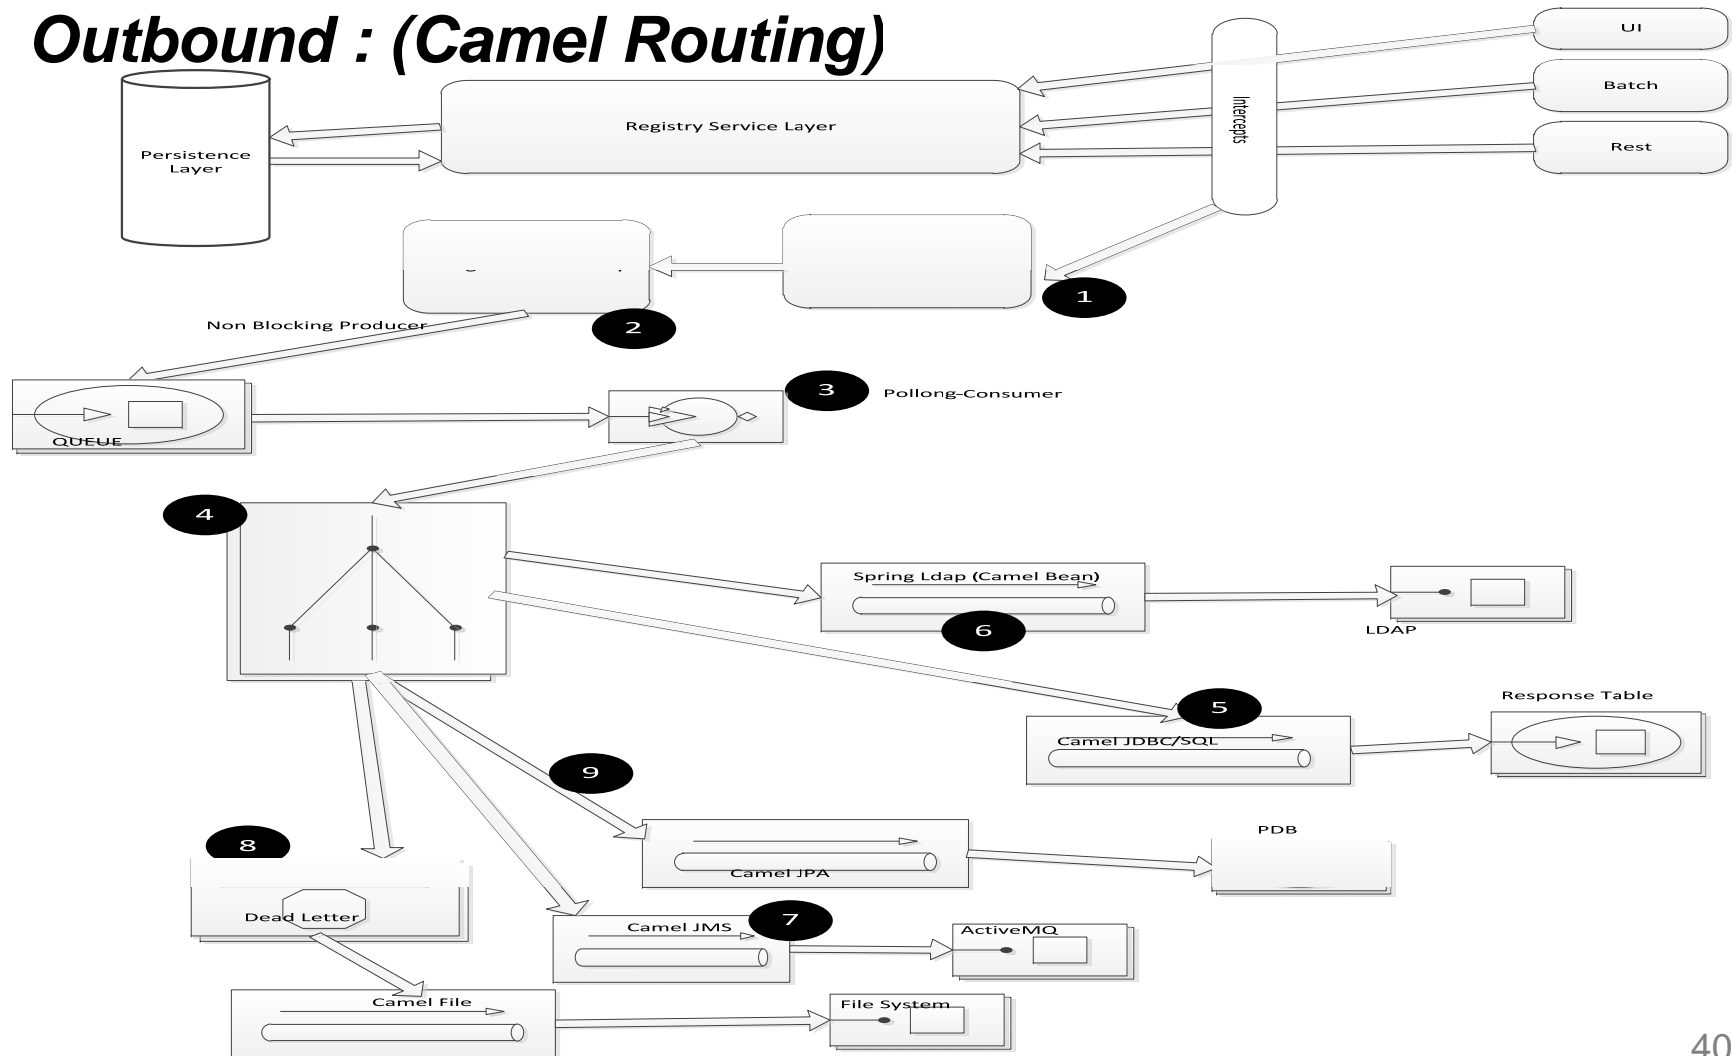 Outbound : (Camel Routing)
UI
Batch
Rest
Intercepts
Registry Service Layer
Persistence
Layer
1
2
Non Blocking Producer
3
Pollong-Consumer
QUEUE
4
Spring Ldap (Camel Bean)
6
LDAP
5
Response Table
Camel JDBC/SQL
9
8
PDB
Camel JPA
Dead Letter
7
Camel JMS
ActiveMQ
Camel File
File System
40